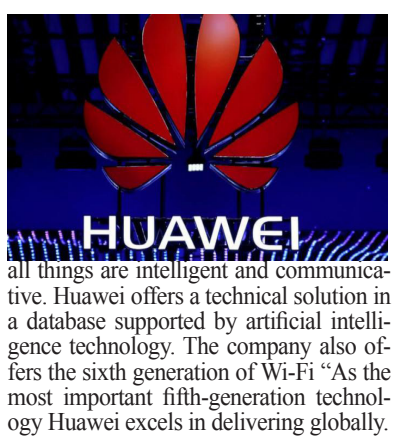 HUAWEI
all things are intelligent and communica-
tive. Huawei offers a technical solution in
a database supported by artificial intelli-
gence technology. The company also of-
fers the sixth generation of Wi-Fi “As the
most important fifth-generation technol-
ogy Huawei excels in delivering globally.